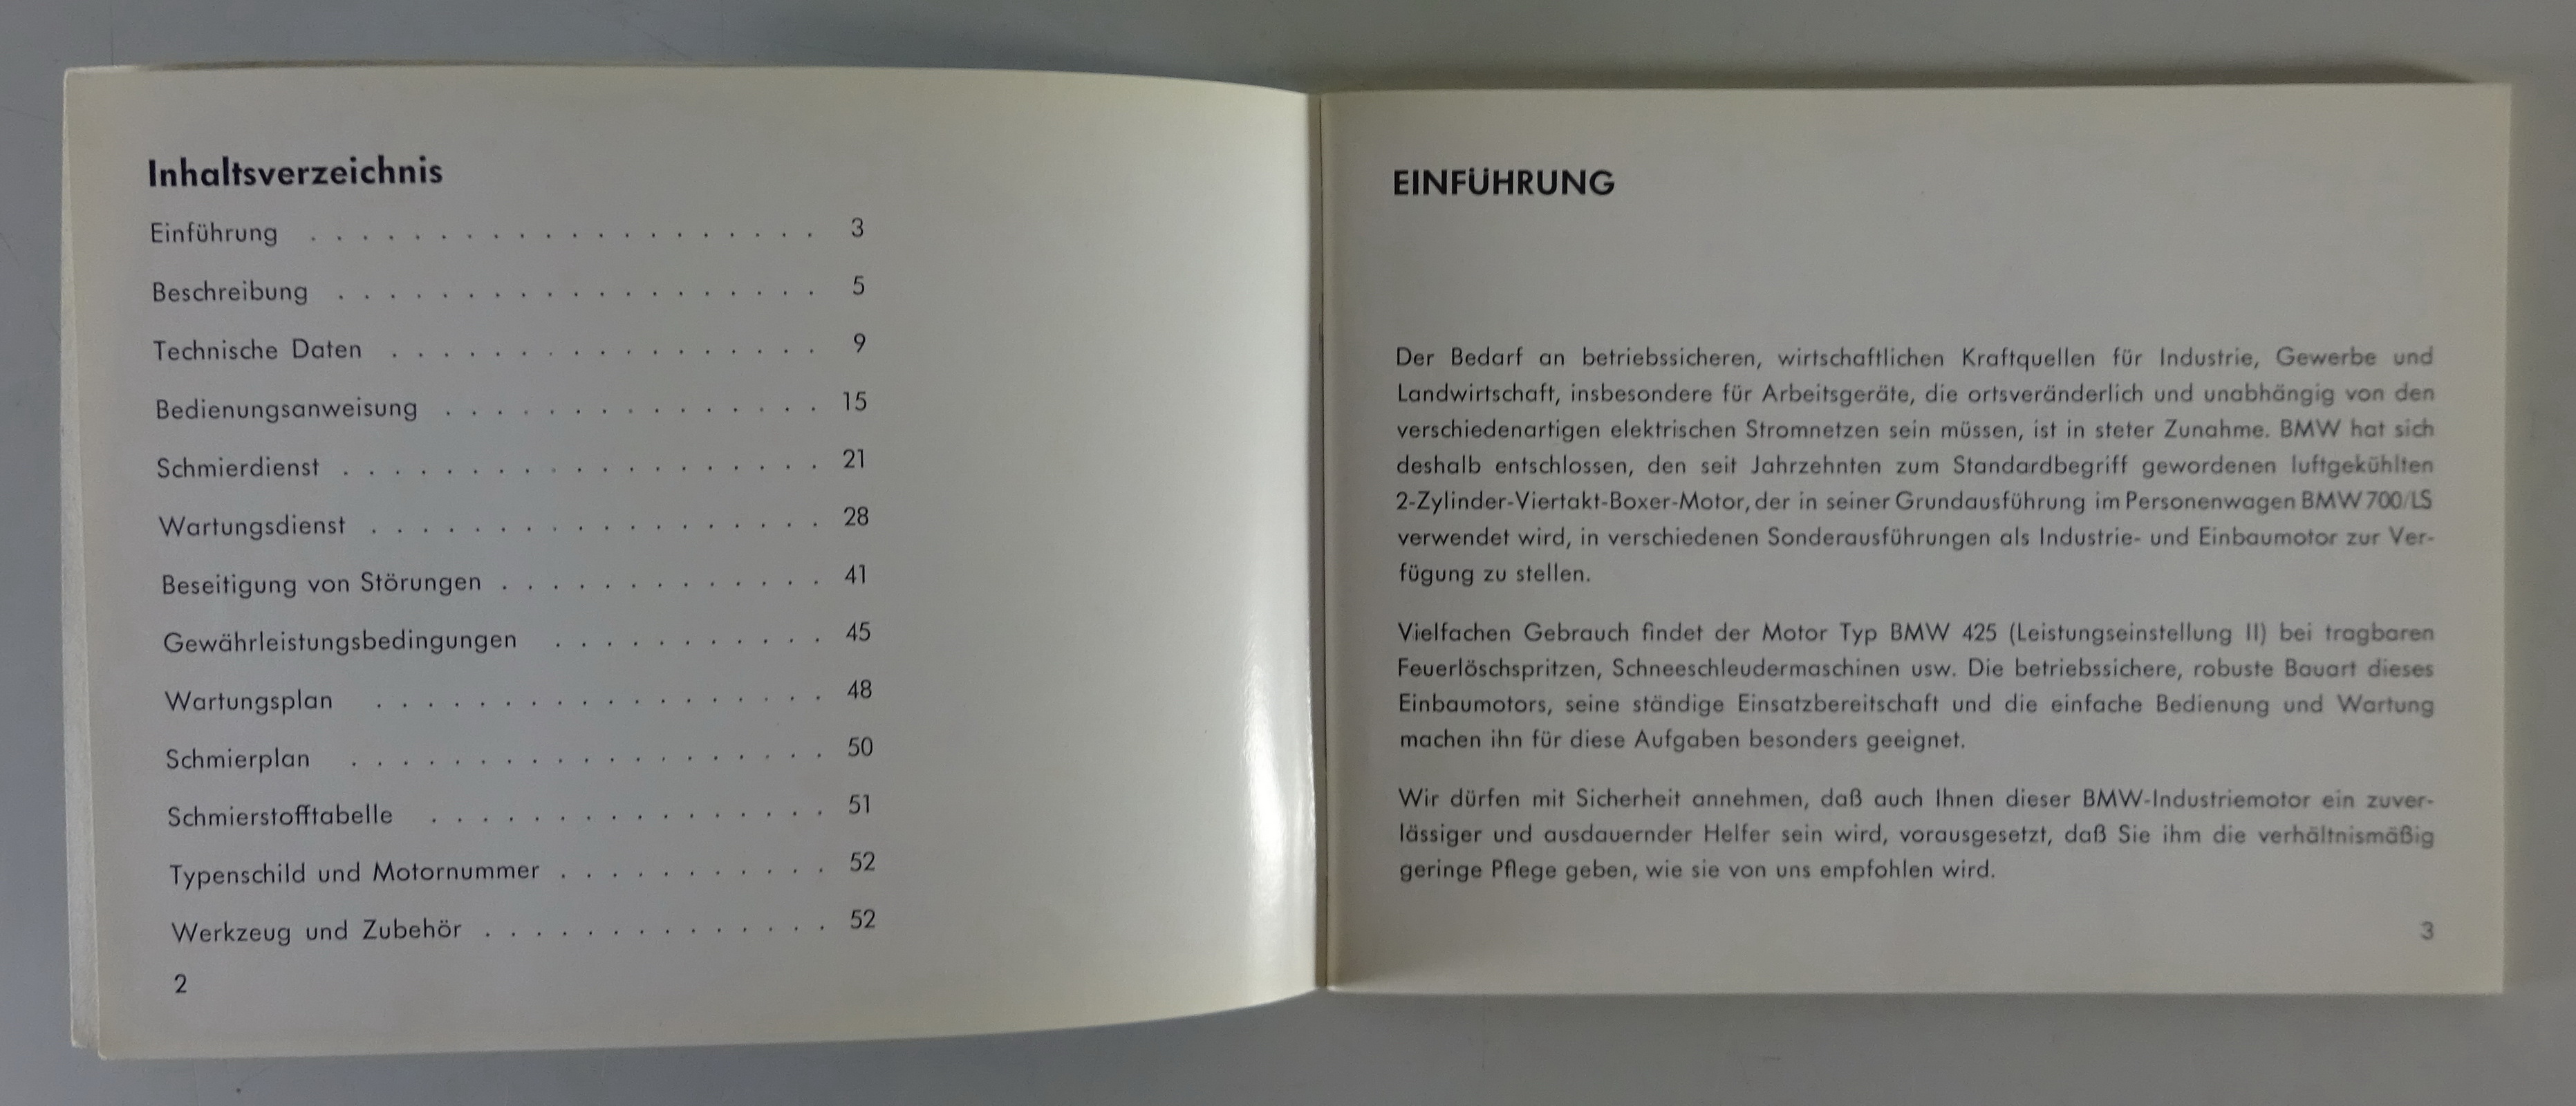 Inhaltsverzeichnis
Einführung . . . . . . . . . . . . . . . . . . . . 3
Beschreibung . . . . . . . . . . . . . . . . . . . 5
Technische Daten . . . . . . . . . . . . . . . . . 9
Bedienungsanweisung . . . . . . . . . . . . . . . 15
Schmierdienst . . . . . . . . . . . . . . . . . . . 21
Wartungsdienst . . . . . . . . . . . . . . . . . . 28
Beseitigung von Störungen . . . . . . . . . . . . . 41
Gewährleistungsbedingungen . . . . . . . . . . . 45
Wartungsplan . . . . . . . . . . . . . . . . . . 48
Schmierplan . . . . . . . . . . . . . . . . . . . 50
Schmierstofftabelle . . . . . . . . . . . . . . . . 51
Typenschild und Motornummer . . . . . . . . . . . 52
Werkzeug und Zubehör . . . . . . . . . . . . . . 52
2
EINFÜHRUNG
Der Bedarf an betriebssicheren, wirtschaftlichen Kraftquellen für Industrie, Gewerbe und
Landwirtschaft, insbesondere für Arbeitsgeräte, die ortsveränderlich und unabhängig von den
verschiedenartigen elektrischen Stromnetzen sein müssen, ist in steter Zunahme. BMW hat sich
deshalb entschlossen, den seit Jahrzehnten zum Standardbegriff gewordenen luftgekühlten
2-Zylinder-Viertakt-Boxer-Motor, der in seiner Grundausführung im Personenwagen BMW 700/LS
verwendet wird, in verschiedenen Sonderausführungen als Industrie- und Einbaumotor zur Ver-
fügung zu stellen.
Vielfachen Gebrauch findet der Motor Typ BMW 425 (Leistungseinstellung II) bei tragbaren
Feuerlöschspritzen, Schneeschleudermaschinen usw. Die betriebssichere, robuste Bauart dieses
Einbaumotors, seine ständige Einsatzbereitschaft und die einfache Bedienung und Wartung
machen ihn für diese Aufgaben besonders geeignet.
Wir dürfen mit Sicherheit annehmen, daß auch Ihnen dieser BMW-Industriemotor ein zuver-
lässiger und ausdauernder Helfer sein wird, vorausgesetzt, daß Sie ihm die verhältnismäßig
geringe Pflege geben, wie sie von uns empfohlen wird.
3